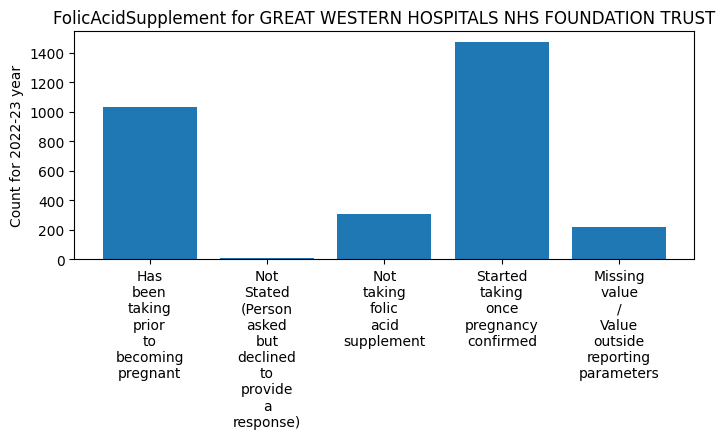 FolicAcidSupplement for GREAT WESTERN HOSPITALS NHS FOUNDATION TRUST
Count for 2022-23 year
1400
1200
1000
800
600
400
200
0
Has
been
taking
prior
to
becoming
pregnant
Not
Stated
(Person
asked
but
declined
to
provide
a
response)
Not
taking
folic
acid
supplement
Started
taking
once
pregnancy
confirmed
Missing
value
/
Value
outside
reporting
parameters